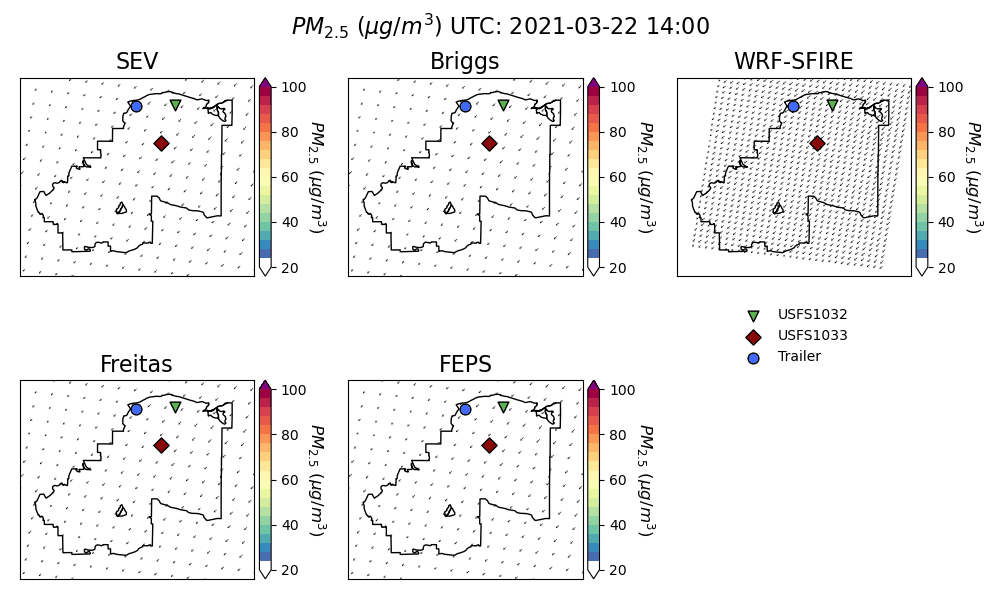 PM2.5 (μg/m3) UTC: 2021-03-22 14:00
SEV
100
80
60
40
20
PM2.5 (μg/m3)
Briggs
100
80
60
40
20
PM2.5 (μg/m3)
WRF-SFIRE
100
80
60
40
20
PM2.5 (μg/m3)
USFS1032
USFS1033
Trailer
Freitas
100
80
60
40
20
PM2.5 (μg/m3)
FEPS
100
80
60
40
20
PM2.5 (μg/m3)